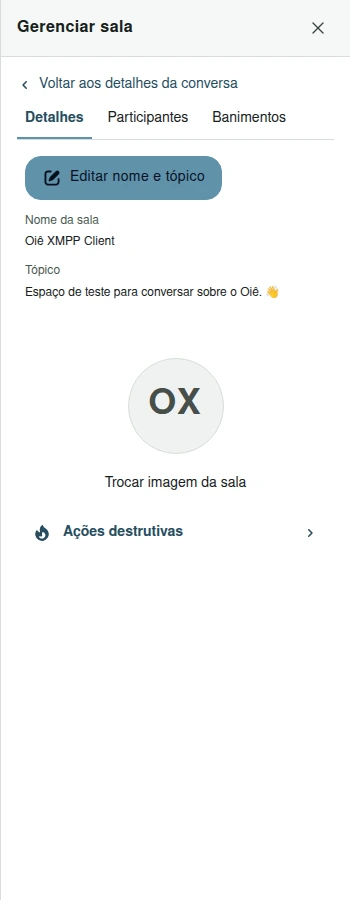 Gerenciar sala
Voltar aos detalhes da conversa
Detalhes Participantes Banimentos
Editar nome e tópico
Nome da sala
Oiê XMPP Client
Tópico
Espaço de teste para conversar sobre o Oiê. 👋
OX
Trocar imagem da sala
Ações destrutivas